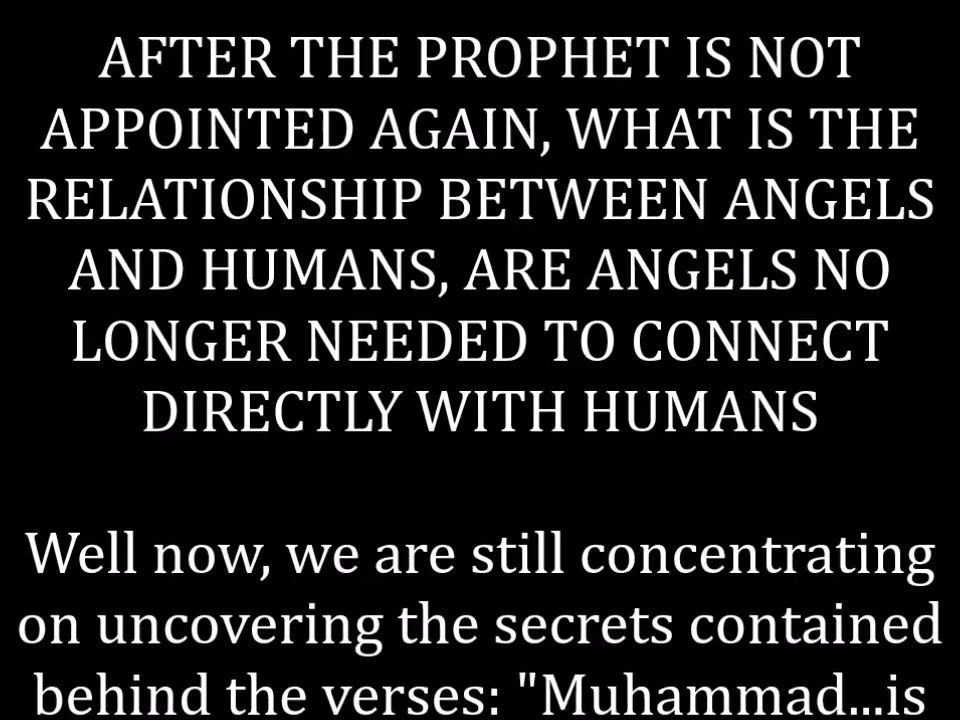 AFTER THE PROPHET IS NOT
APPOINTED AGAIN, WHAT IS THE
RELATIONSHIP BETWEEN ANGELS
AND HUMANS, ARE ANGELS NO
LONGER NEEDED TO CONNECT
DIRECTLY WITH HUMANS
Well now, we are still concentrating
on uncovering the secrets contained
behind the verses: "Muhammad...is